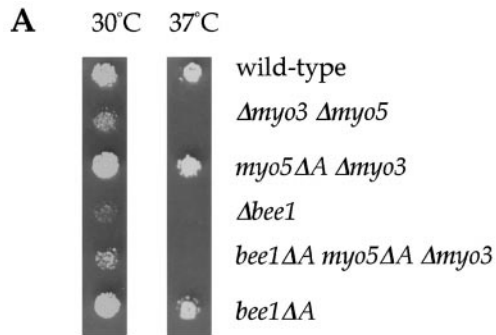 A 30°C 37°C
wild-type
Δmyo3 Δmyo5
myo5ΔA Δmyo3
Δbee1
bee1ΔA myo5ΔA Δmyo3
bee1ΔA